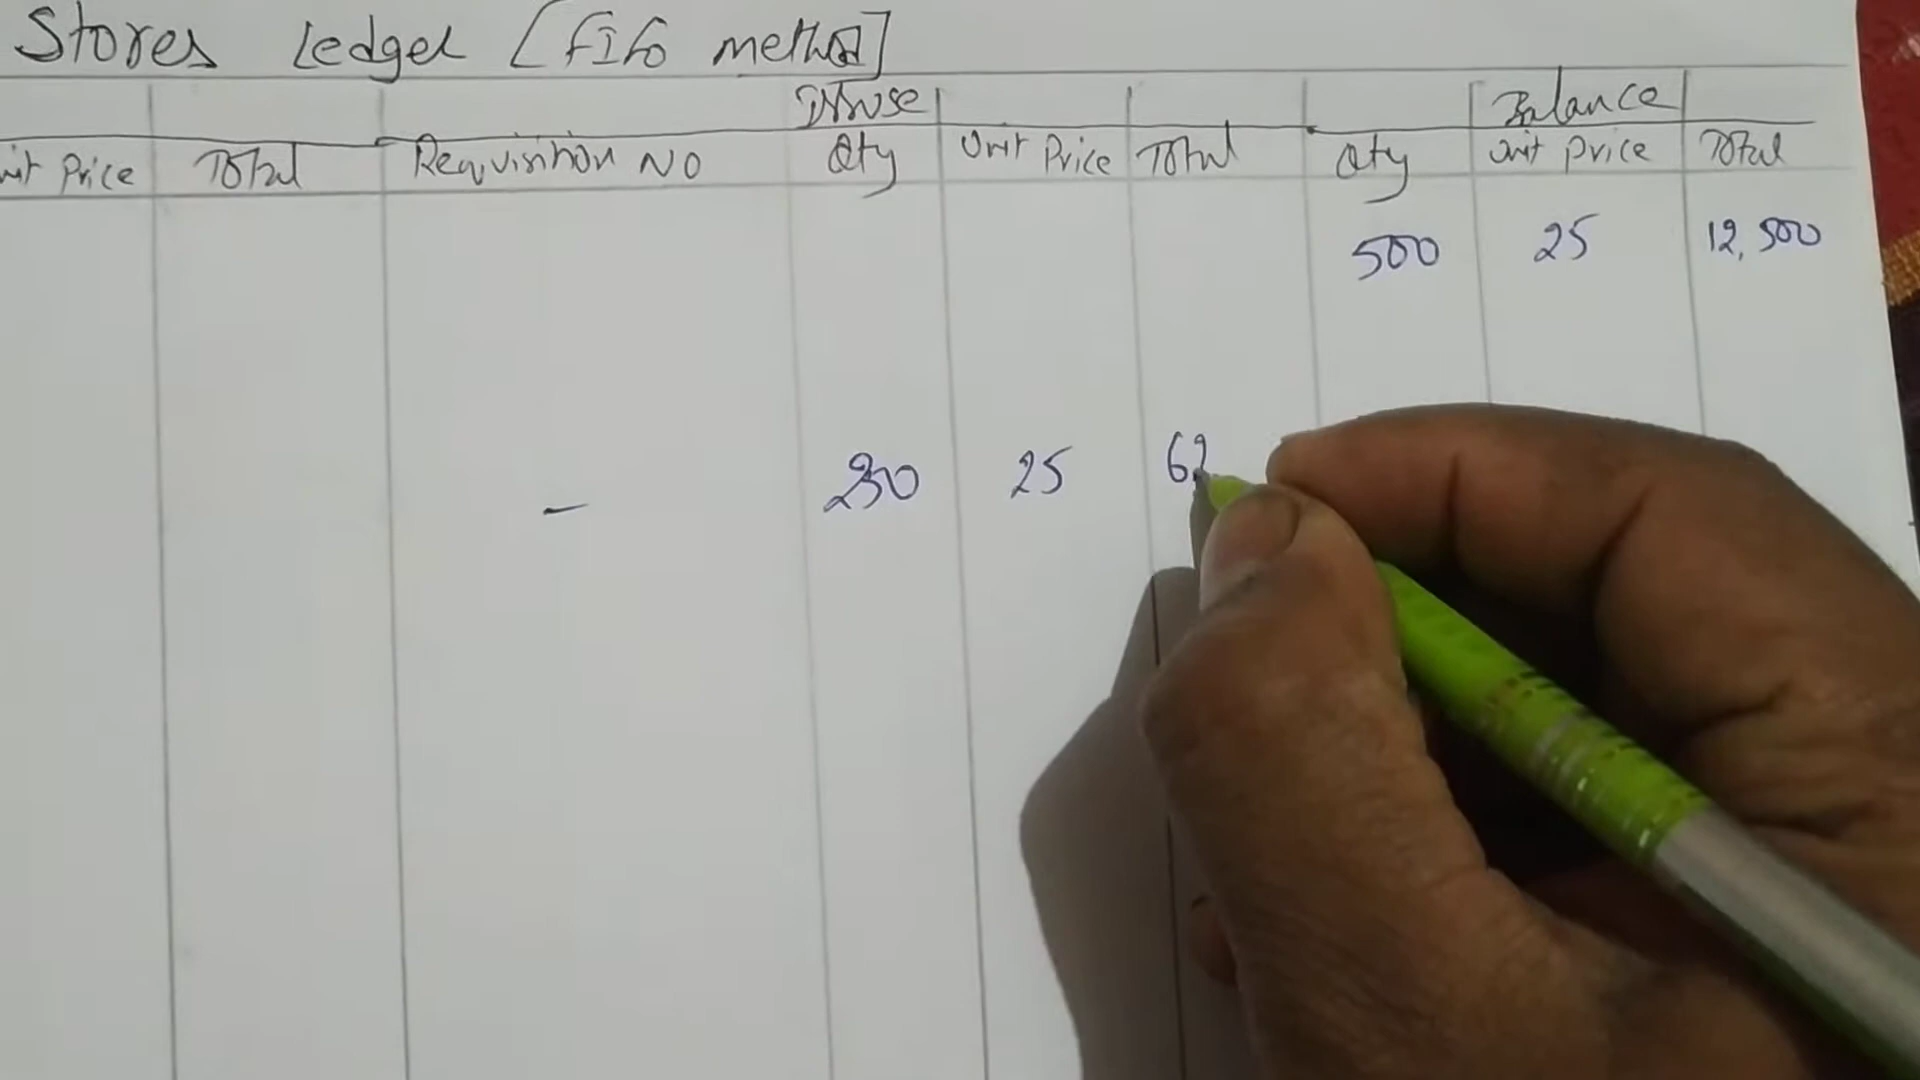 Stores Ledger [FIFO method]
Issuse Balance
Unit Price Total Requisition NO Qty Unit Price Total Qty Unit Price Total
500 25 12,500
- 250 25 62